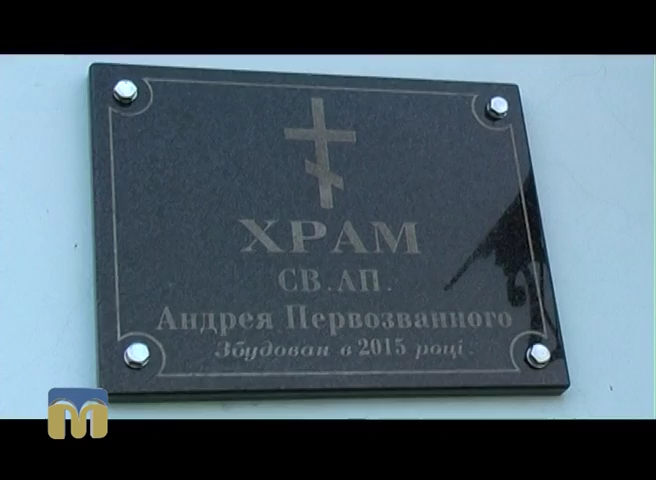 ХРАМ
СВ. АП.
Андрея Первозванного
Збудован в 2015 році.